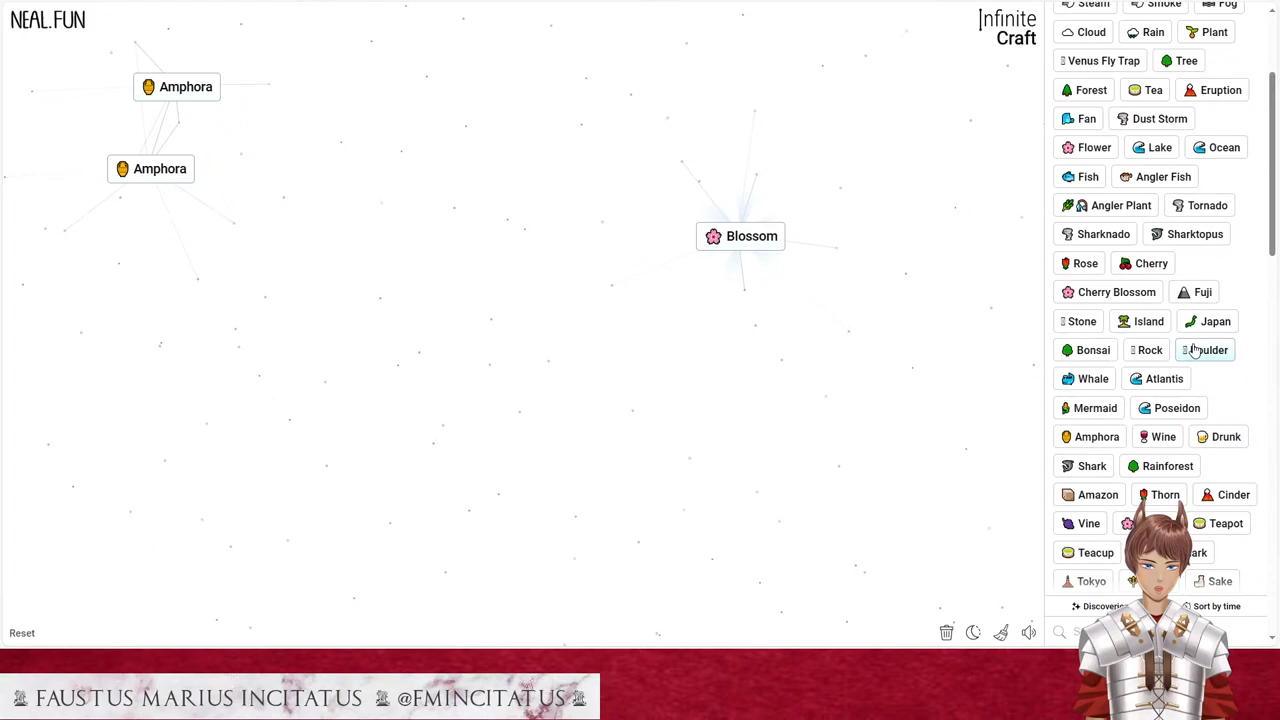 NEAL.FUN
Infinite
Craft
Amphora
Amphora
Blossom
Reset
Steam Smoke Fog
Cloud Rain Plant
Venus Fly Trap Tree
Forest Tea Eruption
Fan Dust Storm
Flower Lake Ocean
Fish Angler Fish
Angler Plant Tornado
Sharknado Sharktopus
Rose Cherry
Cherry Blossom Fuji
Stone Island Japan
Bonsai Rock
Whale Atlantis
Mermaid Poseidon
Amphora Wine Drunk
Shark Rainforest
Amazon Thorn Cinder
Vine Teapot
Teacup
Tokyo Sake
Sort by time
FAUSTUS MARIUS INCITATUS @FMINCITATUS